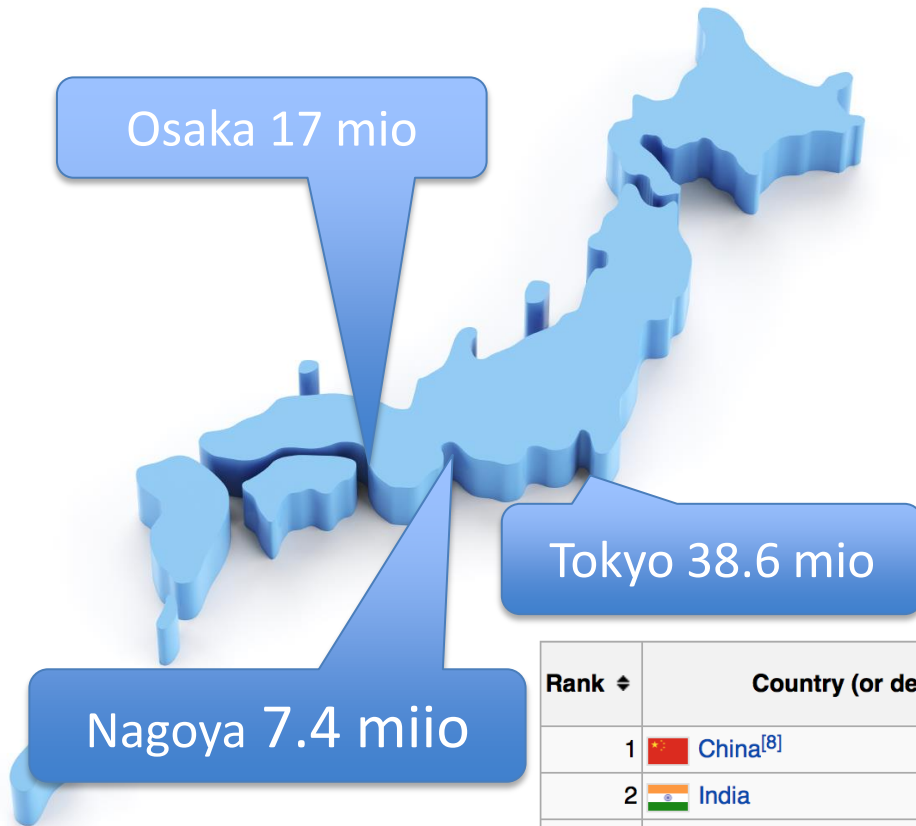 Osaka 17 mio
Tokyo 38.6 mio
Nagoya 7.4 miio
Rank Country (or de
1 China[8]
2 India